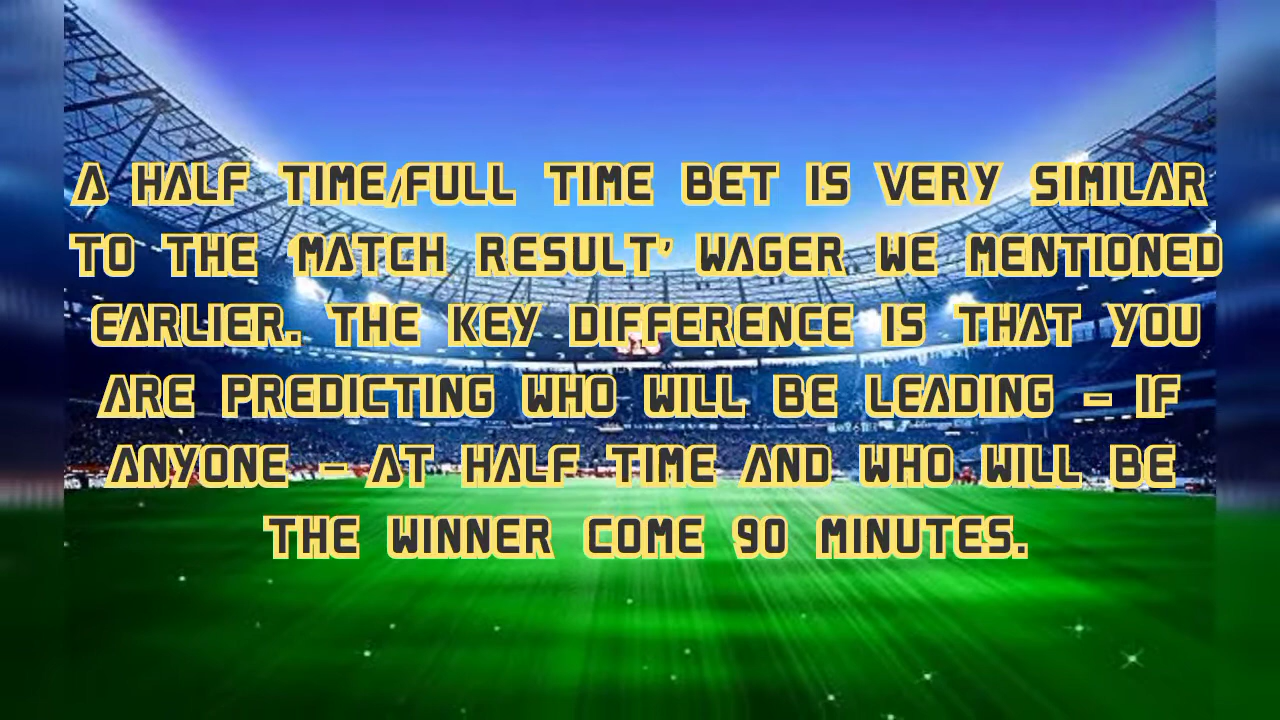 A HALF TIME/FULL TIME BET IS VERY SIMILAR
TO THE ‘MATCH RESULT’ WAGER WE MENTIONED
EARLIER. THE KEY DIFFERENCE IS THAT YOU
ARE PREDICTING WHO WILL BE LEADING – IF
ANYONE – AT HALF TIME AND WHO WILL BE
THE WINNER COME 90 MINUTES.